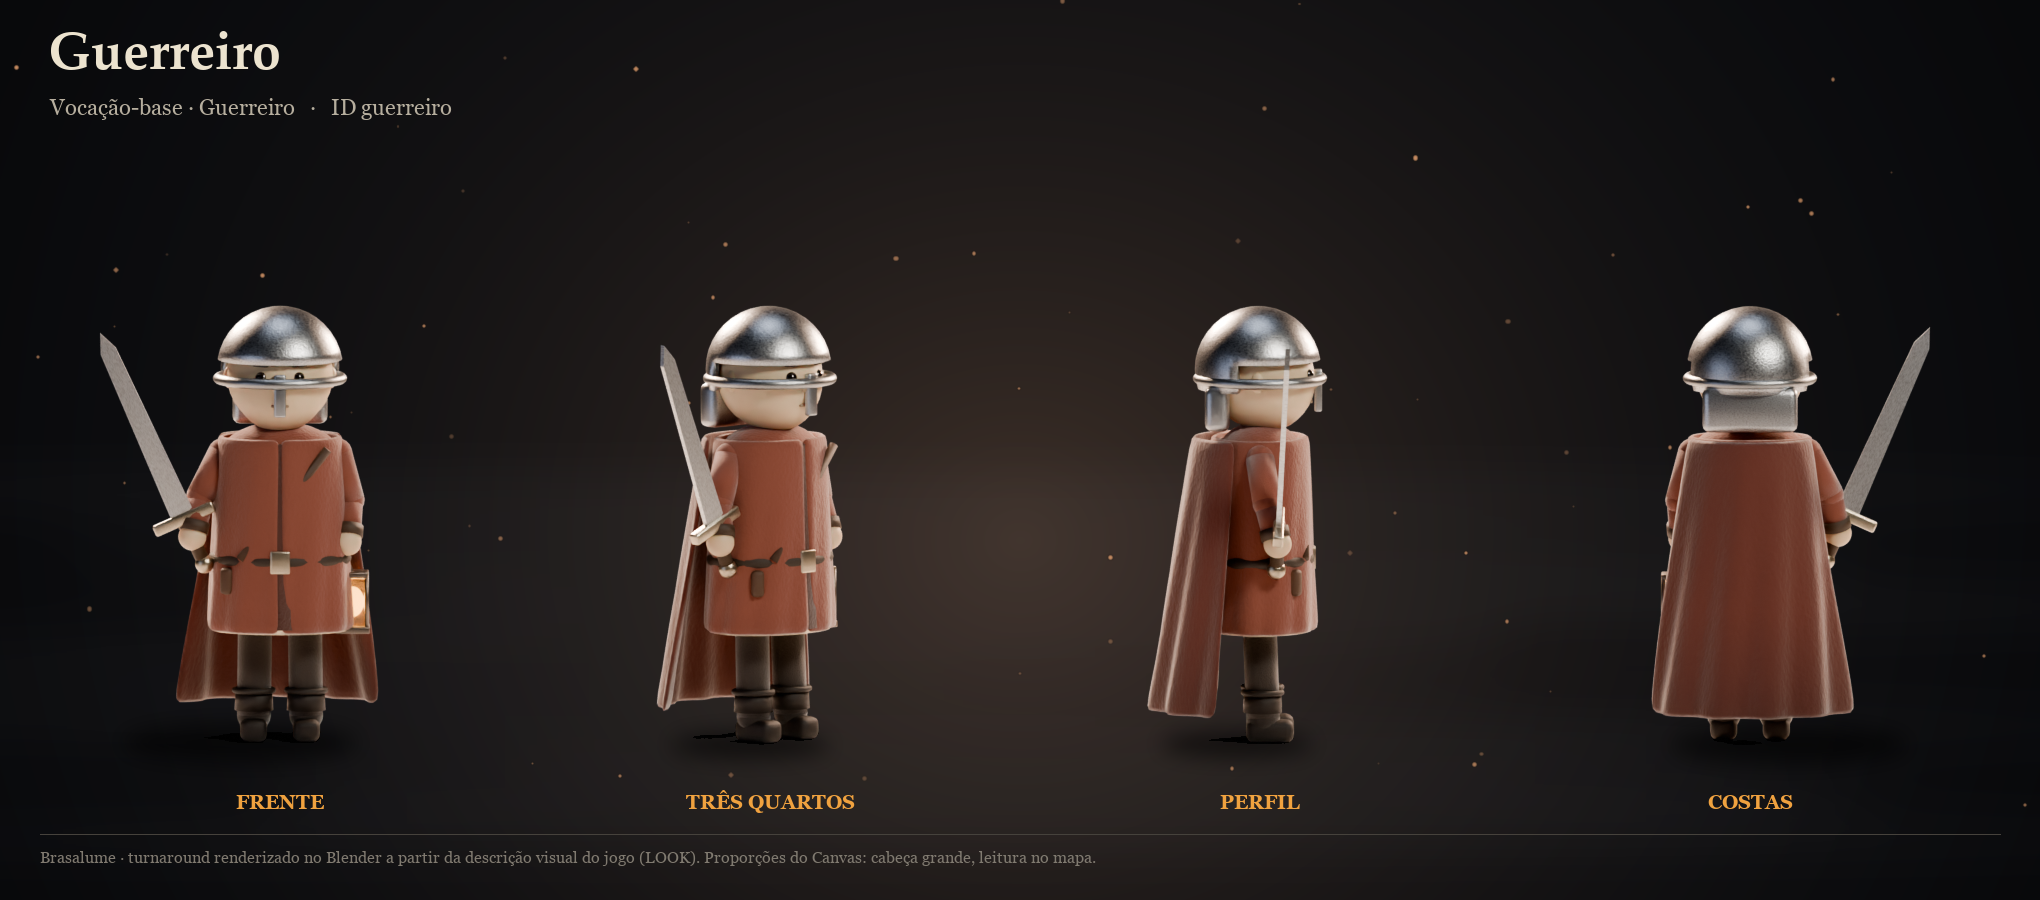 Guerreiro
Vocação-base · Guerreiro · ID guerreiro
FRENTE
TRÊS QUARTOS
PERFIL
COSTAS
Brasalume · turnaround renderizado no Blender a partir da descrição visual do jogo (LOOK). Proporções do Canvas: cabeça grande, leitura no mapa.